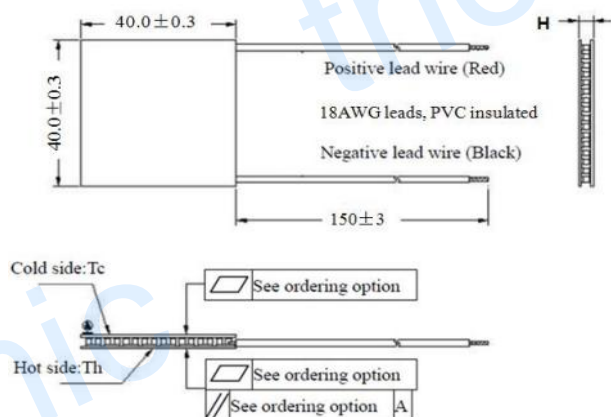 40.0±0.3
H
40.0±0.3
Positive lead wire (Red)
18AWG leads, PVC insulated
Negative lead wire (Black)
150±3
Cold side:Tc
See ordering option
Hot side:Th
See ordering option
See ordering option A